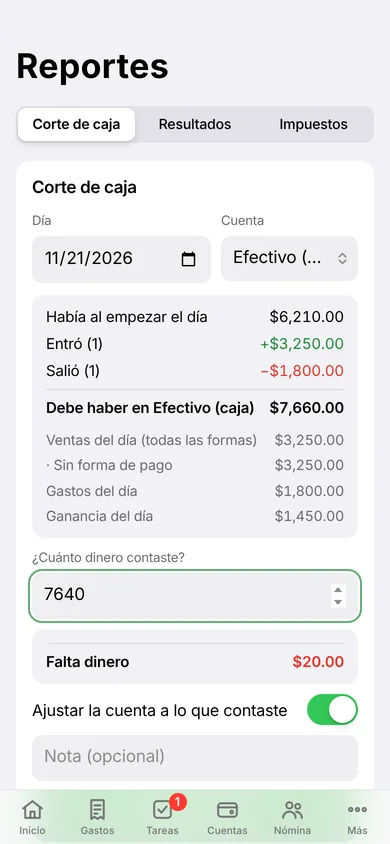 Reportes
Corte de caja
Resultados
Impuestos
Corte de caja
Día
Cuenta
11/21/2026
Efectivo (...
Había al empezar el día $6,210.00
Entró (1) +$3,250.00
Salió (1) −$1,800.00
Debe haber en Efectivo (caja) $7,660.00
Ventas del día (todas las formas) $3,250.00
· Sin forma de pago $3,250.00
Gastos del día $1,800.00
Ganancia del día $1,450.00
¿Cuánto dinero contaste?
7640
Falta dinero $20.00
Ajustar la cuenta a lo que contaste
Nota (opcional)
1
Inicio
Gastos
Tareas
Cuentas
Nómina
Más